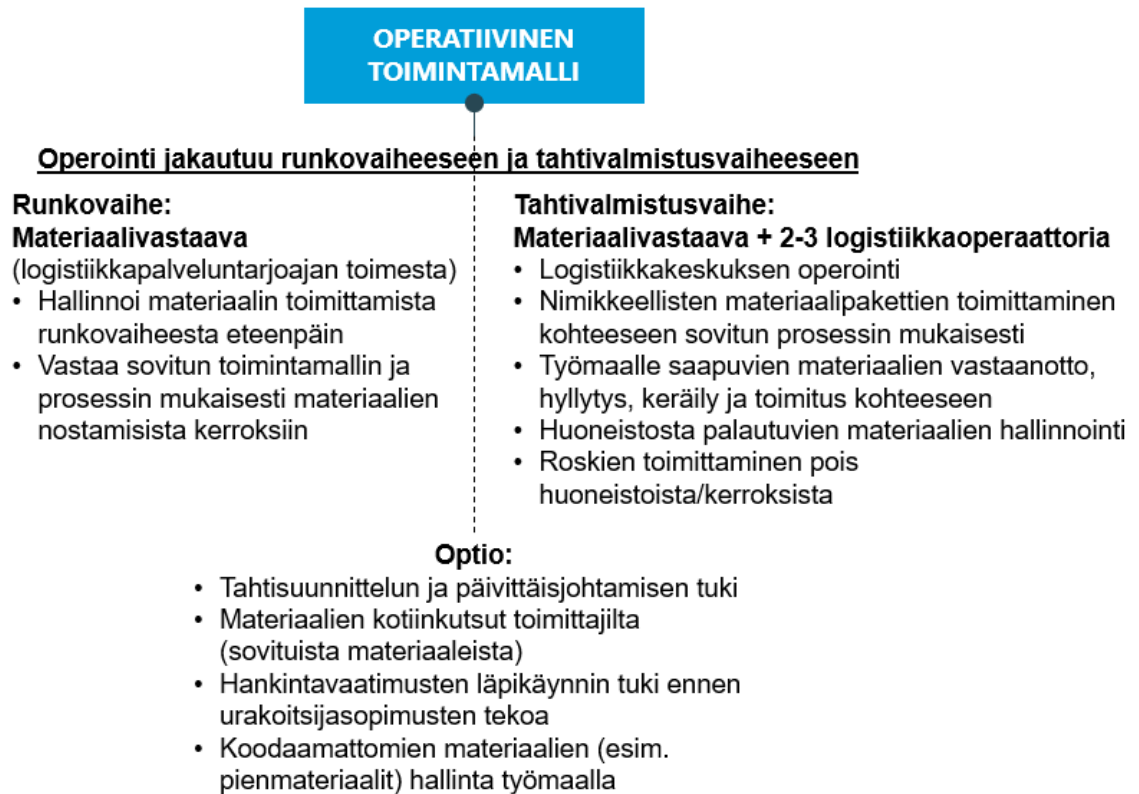 OPERATIIVINEN
TOIMINTAMALLI
Operointi jakautuu runkovaiheeseen ja tahtivalmistusvaiheeseen
Runkovaihe:
Materiaalivastaava
(logistiikkapalveluntarjoajan toimesta)
• Hallinnoi materiaalin toimittamista
runkovaiheesta eteenpäin
• Vastaa sovitun toimintamallin ja
prosessin mukaisesti materiaalien
nostamisista kerroksiin
Tahtivalmistusvaihe:
Materiaalivastaava + 2-3 logistiikkaoperaattoria
• Logistiikkakeskuksen operointi
• Nimikkeellisten materiaalipakettien toimittaminen
kohteeseen sovitun prosessin mukaisesti
• Työmaalle saapuvien materiaalien vastaanotto,
hyllytys, keräily ja toimitus kohteeseen
• Huoneistosta palautuvien materiaalien hallinnointi
• Roskien toimittaminen pois
huoneistoista/kerroksista
Optio:
• Tahtisuunnittelun ja päivittäisjohtamisen tuki
• Materiaalien kotiinkutsut toimittajilta
(sovituista materiaaleista)
• Hankintavaatimusten läpikäynnin tuki ennen
urakoitsijasopimusten tekoa
• Koodaamattomien materiaalien (esim.
pienmateriaalit) hallinta työmaalla